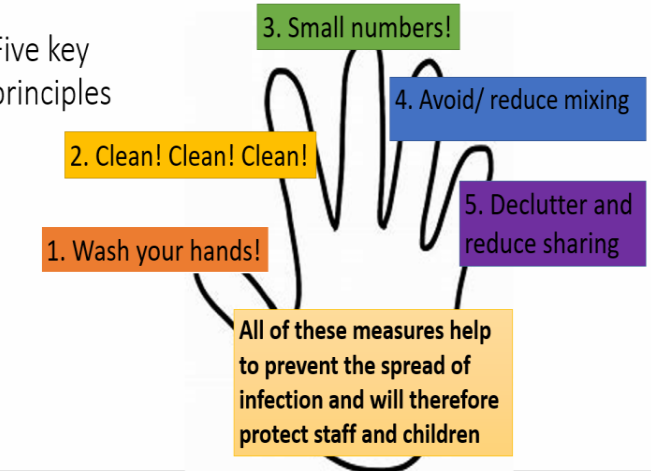 Five key
principles
3. Small numbers!
4. Avoid/ reduce mixing
2. Clean! Clean! Clean!
5. Declutter and
reduce sharing
1. Wash your hands!
All of these measures help
to prevent the spread of
infection and will therefore
protect staff and children